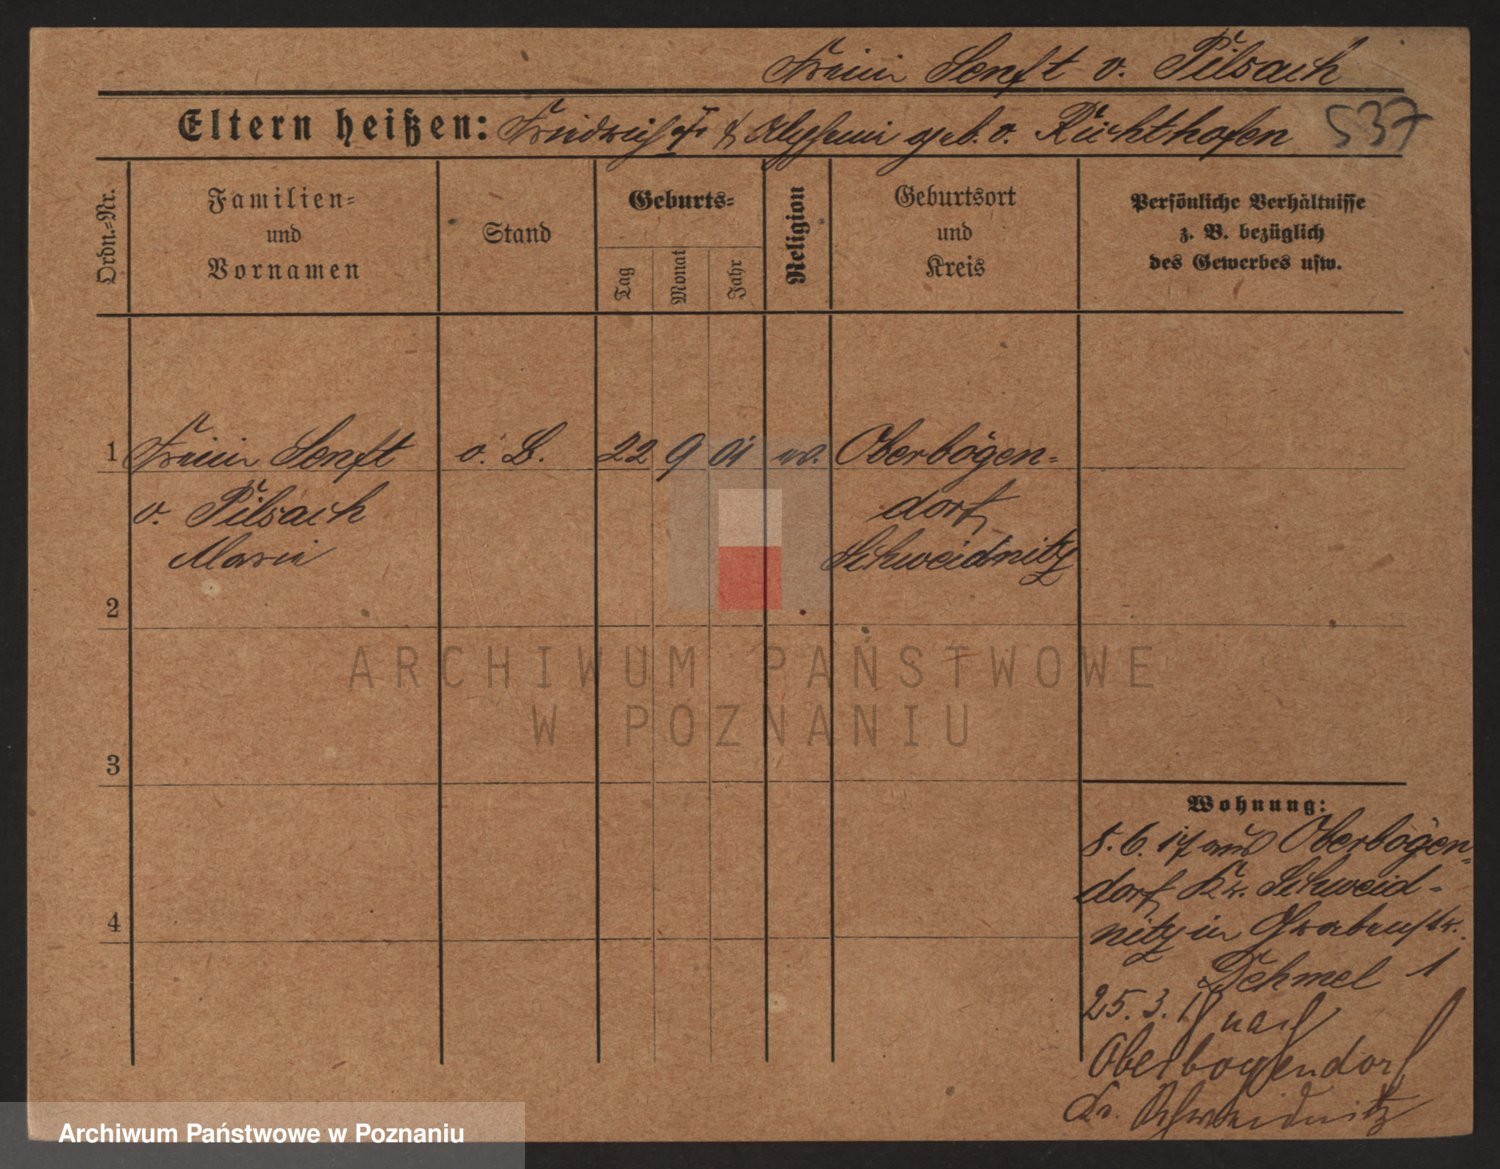 Freiin Senft v. Pilsach
Eltern heißen: Friedrich geb. v. Richthofen 537
Ordn.-Nr.
Familien-
und
Vornamen
Stand
Geburts-
Tag
Monat
Jahr
Religion
Geburtsort
und
Kreis
Persönliche Verhältnisse
z. B. bezüglich
des Gewerbes usw.
1 Freiin Senft o. B. 22 9 01 ev. Oberbögen-
v. Pilsach dorf
Marie Schweidnitz
2
3
4
Wohnung:
8.6.17 aus Oberbögen-
dorf Kr. Schweid-
nitz in Grabenstr.
Dehmel 1
25.3.18 nach
Oberbögendorf
Kr. Schweidnitz
ARCHIWUM PAŃSTWOWE
W POZNANIU
Archiwum Państwowe w Poznaniu